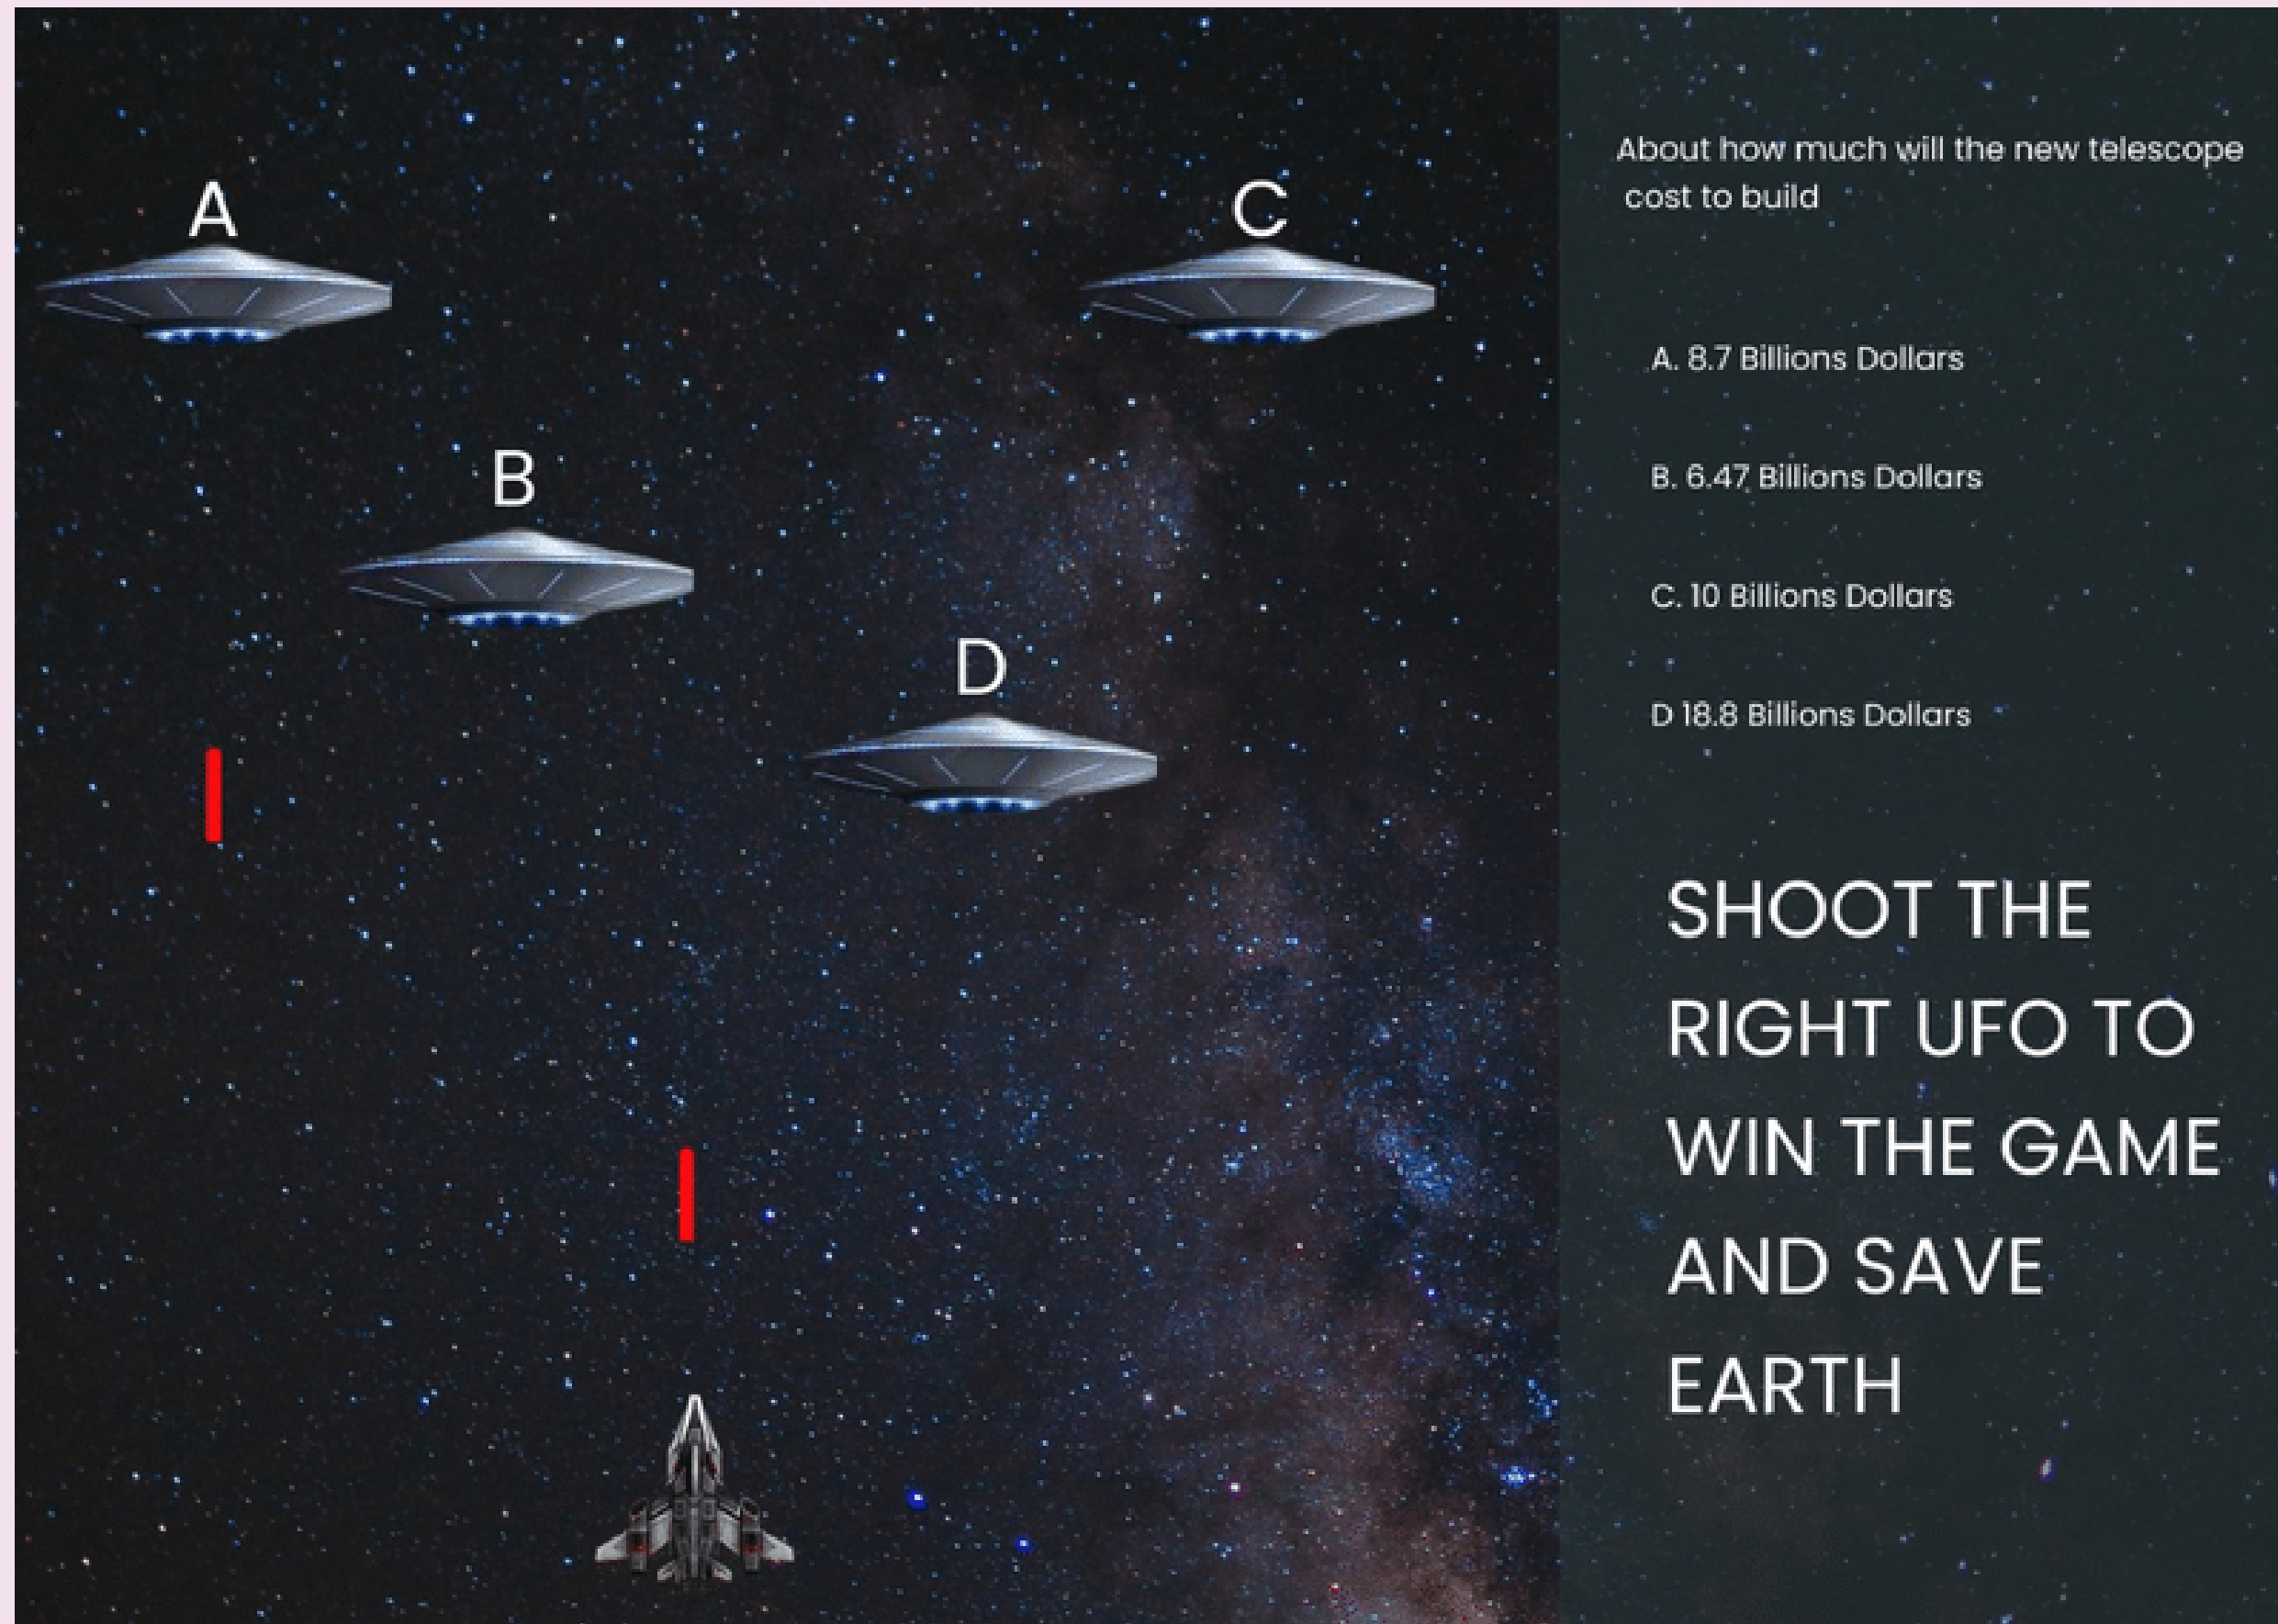 A
C
B
D
About how much will the new telescope
cost to build
A. 8.7 Billions Dollars
B. 6.47 Billions Dollars
C. 10 Billions Dollars
D 18.8 Billions Dollars
SHOOT THE
RIGHT UFO TO
WIN THE GAME
AND SAVE
EARTH